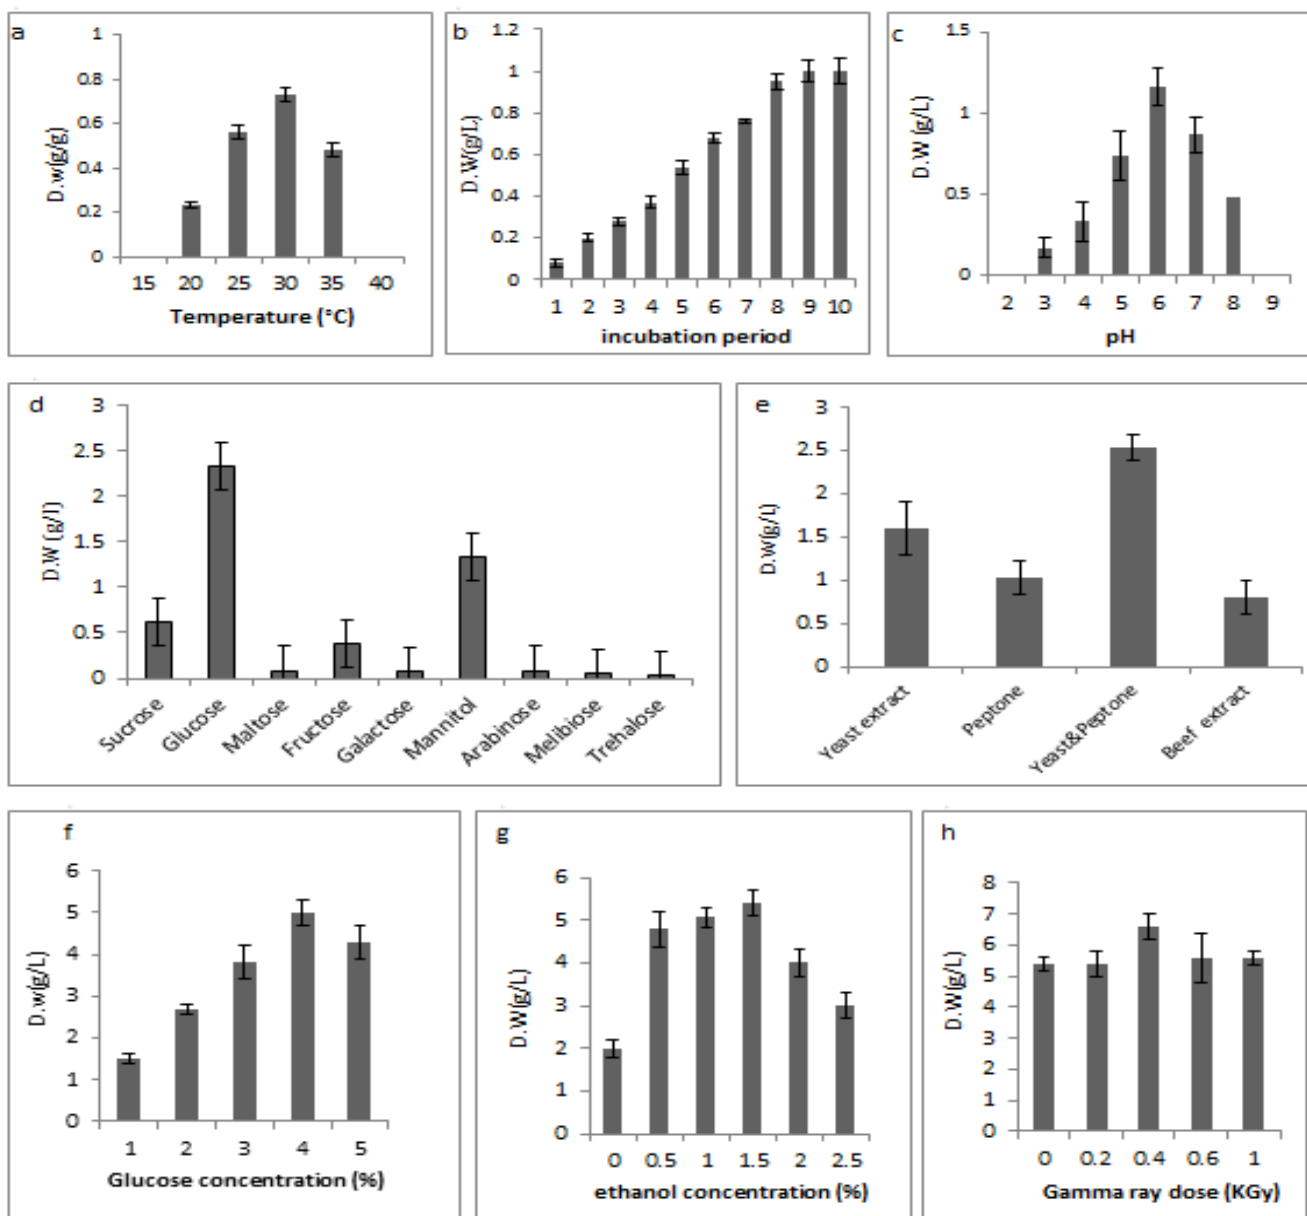 a
1
0.8
0.6
0.4
0.2
0
D.w(g/g)
15 20 25 30 35 40
Temperature (°C)
b
1.2
1
0.8
0.6
0.4
0.2
0
D.W(g/L)
1 2 3 4 5 6 7 8 9 10
incubation period
c
1.5
1
0.5
0
D.W (g/L)
2 3 4 5 6 7 8 9
pH
d
3
2.5
2
1.5
1
0.5
0
D.W (g/l)
Sucrose Glucose Maltose Fructose Galactose Mannitol Arabinose Melibiose Trehalose
e
3
2.5
2
1.5
1
0.5
0
D.w(g/L)
Yeast extract Peptone Yeast&Peptone Beef extract
f
6
5
4
3
2
1
0
D.w(g/L)
1 2 3 4 5
Glucose concentration (%)
g
6
5
4
3
2
1
0
D.W(g/L)
0 0.5 1 1.5 2 2.5
ethanol concentration (%)
h
8
7
6
5
4
3
2
1
0
D.W(g/L)
0 0.2 0.4 0.6 1
Gamma ray dose (KGy)